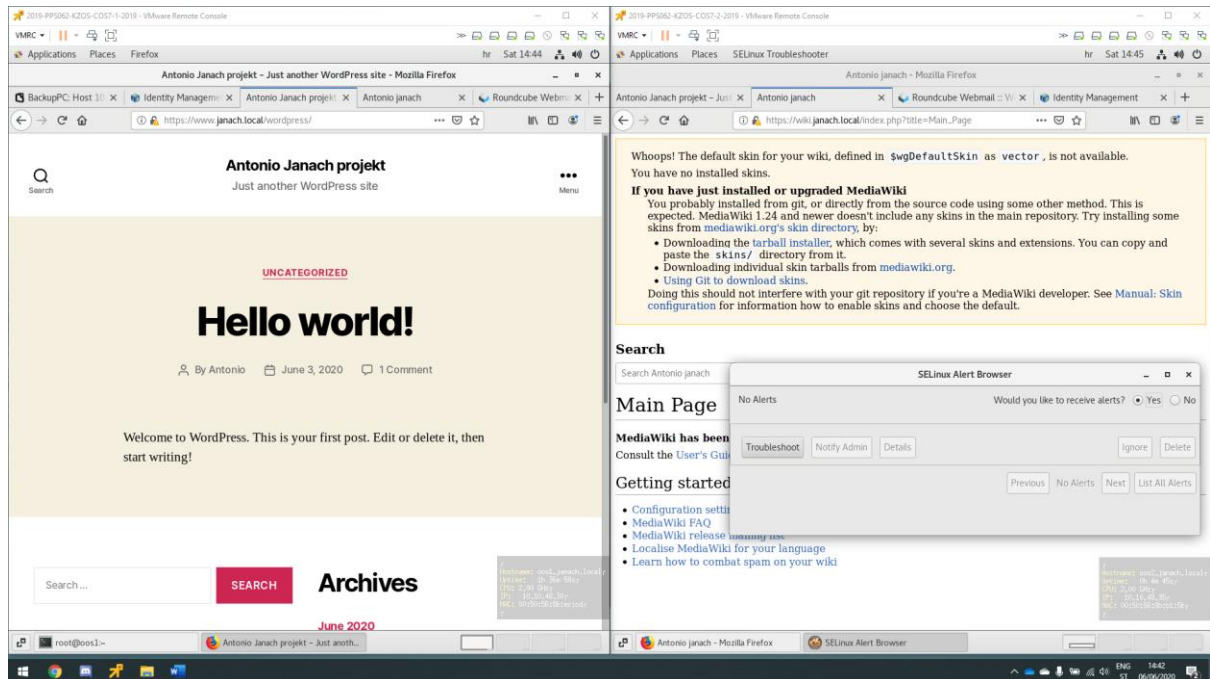 2019-PPS062-KZOS-COS7-1-2019 - VMware Remote Console
VMRC
Applications Places Firefox
hr Sat 14:44
Antonio Janach projekt – Just another WordPress site - Mozilla Firefox
BackupPC: Host 10
Identity Manageme
Antonio Janach projekt
Antonio janach
Roundcube Webma
https://www.janach.local/wordpress/
Search
Antonio Janach projekt
Just another WordPress site
Menu
UNCATEGORIZED
Hello world!
By Antonio June 3, 2020 1 Comment
Welcome to WordPress. This is your first post. Edit or delete it, then
start writing!
Search ...
SEARCH
Archives
June 2020
root@oos1:~
Antonio Janach projekt – Just anoth...
2019-PPS062-KZOS-COS7-2-2019 - VMware Remote Console
VMRC
Applications Places SELinux Troubleshooter
hr Sat 14:45
Antonio janach - Mozilla Firefox
Antonio Janach projekt – Just
Antonio janach
Roundcube Webmail :: W
Identity Management
https://wiki.janach.local/index.php?title=Main_Page
Whoops! The default skin for your wiki, defined in $wgDefaultSkin as vector, is not available.
You have no installed skins.
If you have just installed or upgraded MediaWiki
You probably installed from git, or directly from the source code using some other method. This is
expected. MediaWiki 1.24 and newer doesn't include any skins in the main repository. Try installing some
skins from mediawiki.org's skin directory, by:
• Downloading the tarball installer, which comes with several skins and extensions. You can copy and
paste the skins/ directory from it.
• Downloading individual skin tarballs from mediawiki.org.
• Using Git to download skins.
Doing this should not interfere with your git repository if you're a MediaWiki developer. See Manual: Skin
configuration for information how to enable skins and choose the default.
Search
Search Antonio janach
Main Page
MediaWiki has been
Consult the User's Gui
Getting started
• Configuration setti
• MediaWiki FAQ
• MediaWiki release mailing list
• Localise MediaWiki for your language
• Learn how to combat spam on your wiki
SELinux Alert Browser
No Alerts
Would you like to receive alerts? Yes No
Troubleshoot Notify Admin Details Ignore Delete
Previous No Alerts Next List All Alerts
Antonio janach - Mozilla Firefox
SELinux Alert Browser
ENG 14:42
ST 06/06/2020